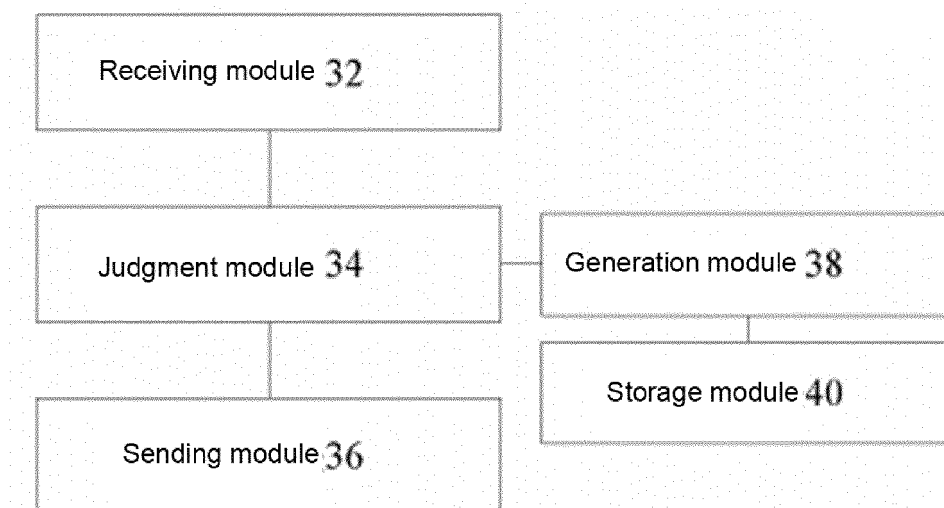 Receiving module 32
Judgment module 34
Generation module 38
Storage module 40
Sending module 36